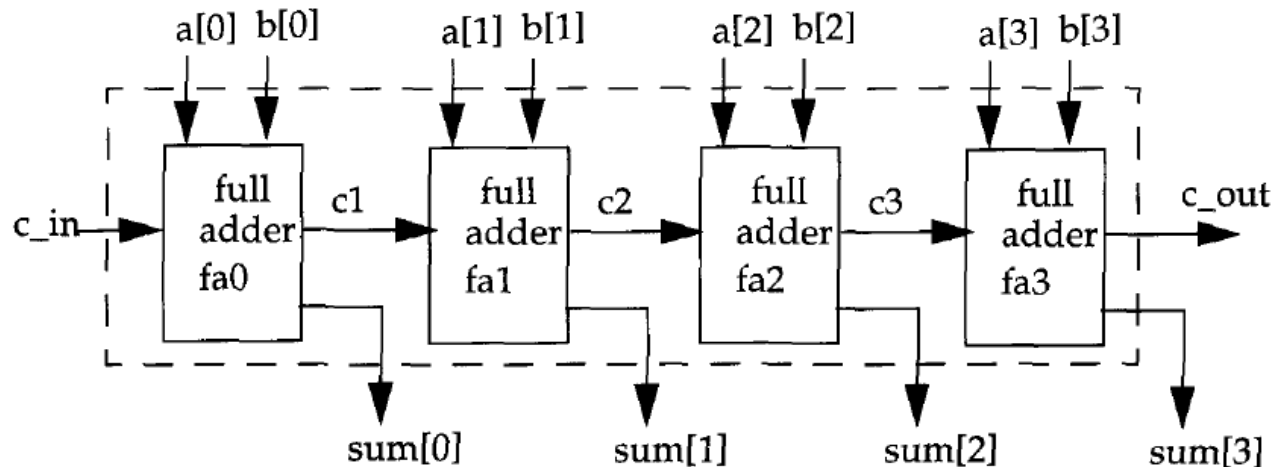 a[0] b[0] a[1] b[1] a[2] b[2] a[3] b[3]
c_in
full
adder
fa0
c1
full
adder
fa1
c2
full
adder
fa2
c3
full
adder
fa3
c_out
sum[0] sum[1] sum[2] sum[3]